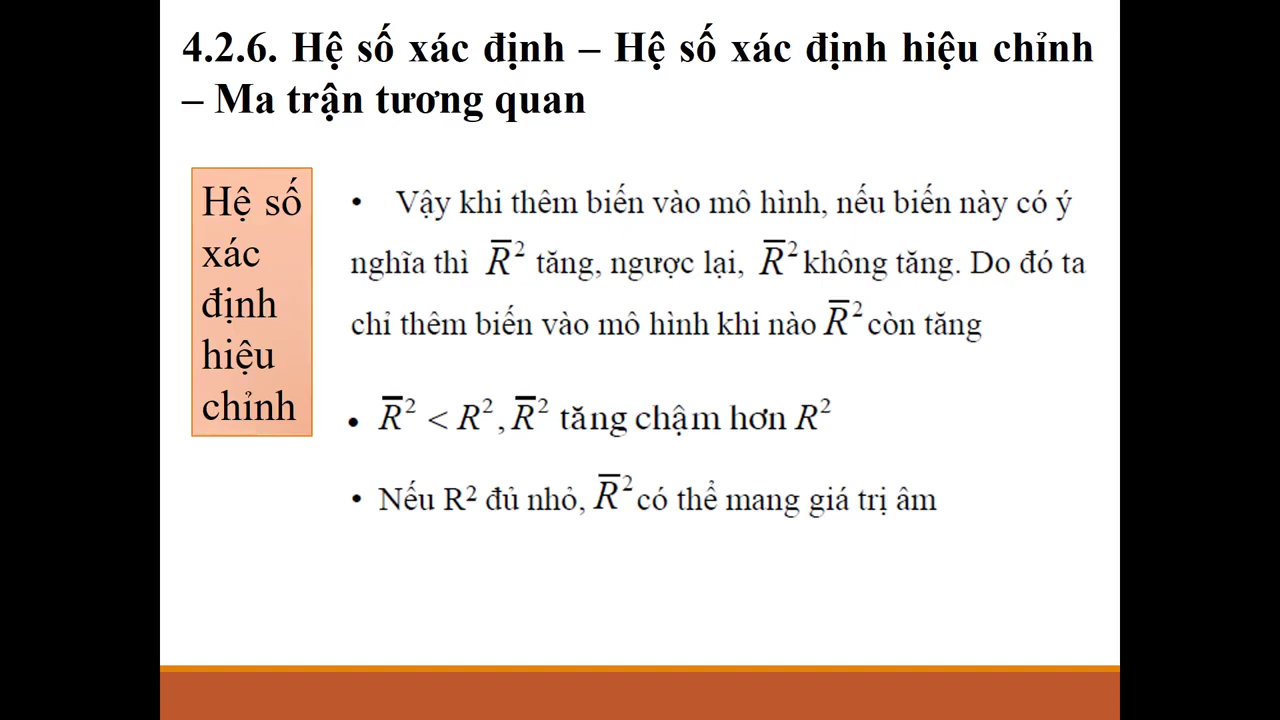 4.2.6. Hệ số xác định – Hệ số xác định hiệu chỉnh
– Ma trận tương quan
Hệ số
xác
định
hiệu
chỉnh
• Vậy khi thêm biến vào mô hình, nếu biến này có ý
nghĩa thì R̅² tăng, ngược lại, R̅² không tăng. Do đó ta
chỉ thêm biến vào mô hình khi nào R̅² còn tăng
• R̅² < R², R̅² tăng chậm hơn R²
• Nếu R² đủ nhỏ, R̅² có thể mang giá trị âm